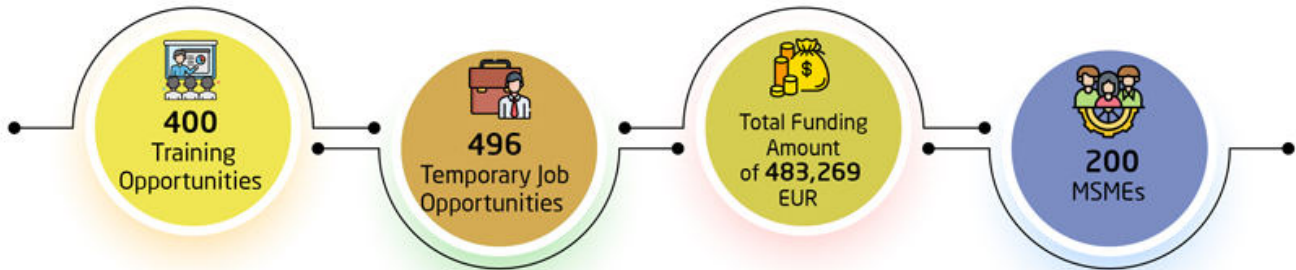 400
Training
Opportunities
496
Temporary Job
Opportunities
$
Total Funding
Amount
of 483,269
EUR
200
MSMEs